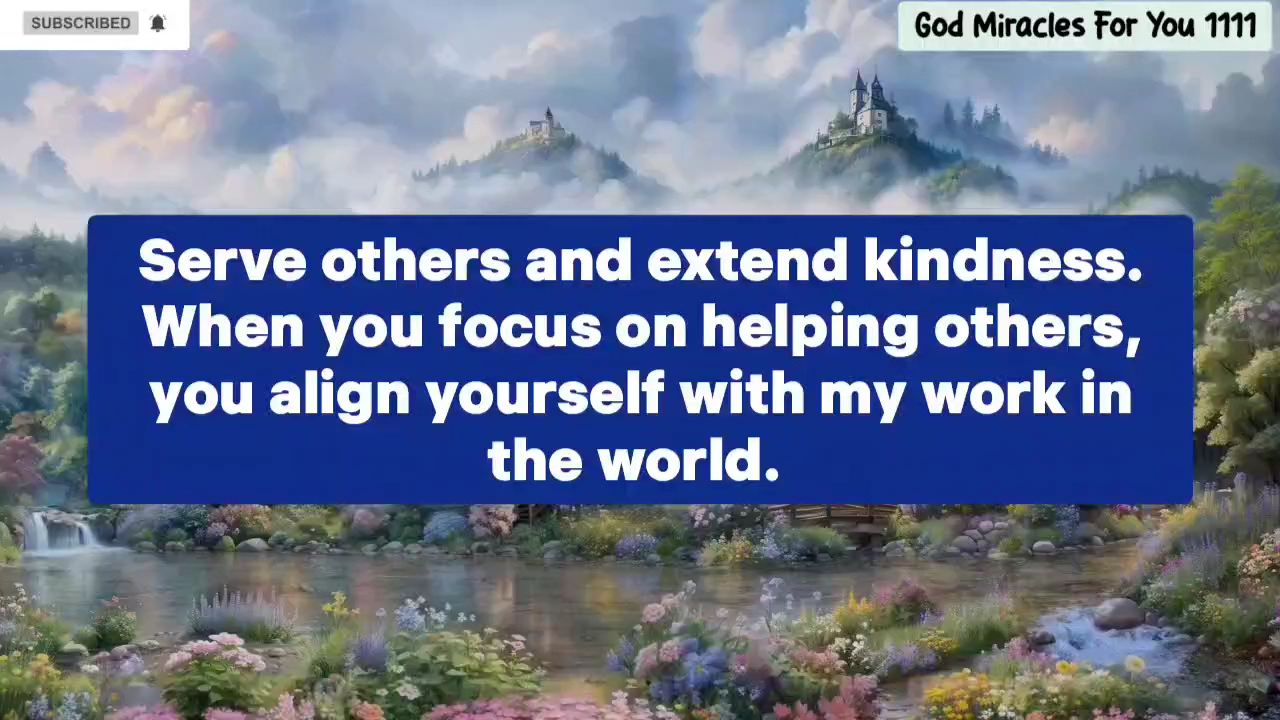 SUBSCRIBED
God Miracles For You 1111
Serve others and extend kindness.
When you focus on helping others,
you align yourself with my work in
the world.